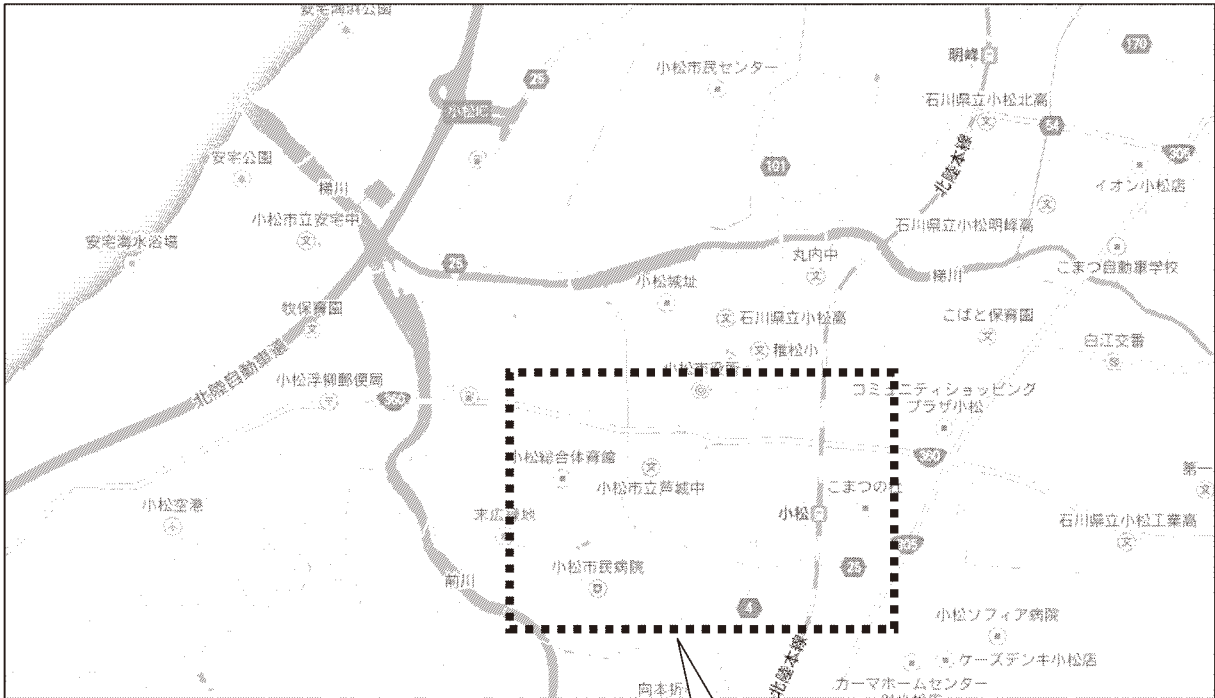 安宅海浜公園
明峰
170
25
小松市民センター
小松IC
石川県立小松北高
54
305
安宅公園
101
北陸本線
イオン小松店
梯川
小松市立安宅中
石川県立小松明峰高
安宅海水浴場
丸内中
25
こまつ自動車学校
小松城址
梯川
牧保育園
石川県立小松高
こばと保育園
白江交番
稚松小
北陸自動車道
小松市役所
小松浮柳郵便局
コミュニティショッピング
プラザ小松
360
小松総合体育館
360
第一
小松市立芦城中
こまつの杜
小松空港
末広緑地
小松
石川県立小松工業高
305
小松市民病院
25
前川
4
小松ソフィア病院
北陸本線
ケーズデンキ小松店
向本折
カーマホームセンター